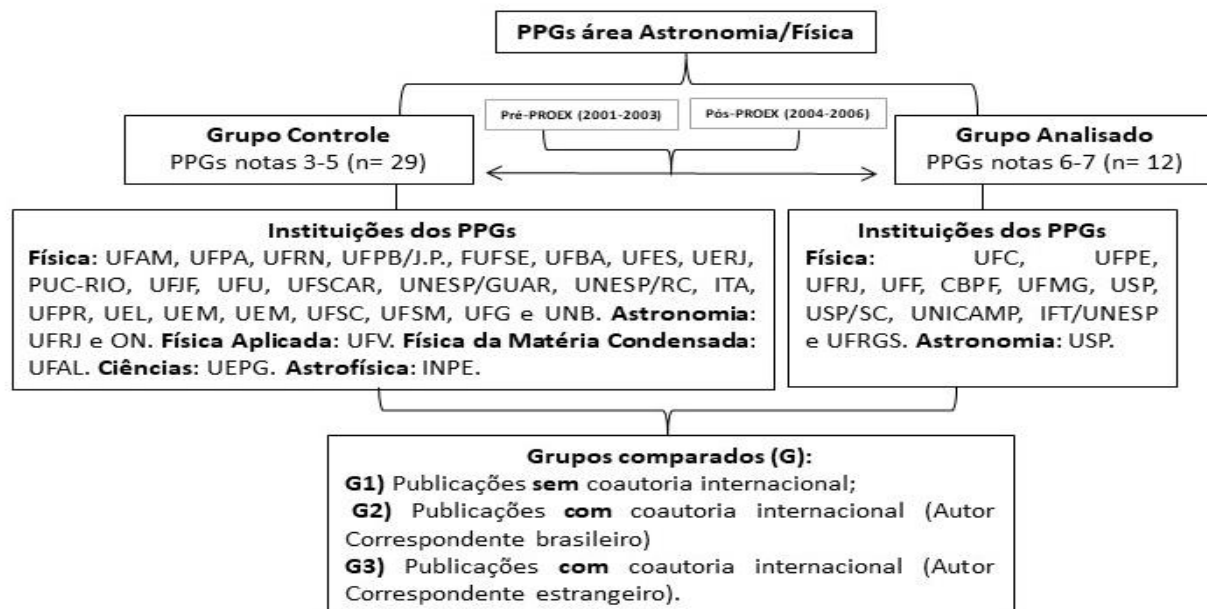 PPGs área Astronomia/Física
Pré-PROEX (2001-2003)
Pós-PROEX (2004-2006)
Grupo Controle
PPGs notas 3-5 (n= 29)
Grupo Analisado
PPGs notas 6-7 (n= 12)
Instituições dos PPGs
Física: UFAM, UFPA, UFRN, UFPB/J.P., FUFSE, UFBA, UFES, UERJ,
PUC-RIO, UFJF, UFU, UFSCAR, UNESP/GUAR, UNESP/RC, ITA,
UFPR, UEL, UEM, UEM, UFSC, UFSM, UFG e UNB. Astronomia:
UFRJ e ON. Física Aplicada: UFV. Física da Matéria Condensada:
UFAL. Ciências: UEPG. Astrofísica: INPE.
Instituições dos PPGs
Física: UFC, UFPE,
UFRJ, UFF, CBPF, UFMG, USP,
USP/SC, UNICAMP, IFT/UNESP
e UFRGS. Astronomia: USP.
Grupos comparados (G):
G1) Publicações sem coautoria internacional;
G2) Publicações com coautoria internacional (Autor
Correspondente brasileiro)
G3) Publicações com coautoria internacional (Autor
Correspondente estrangeiro).